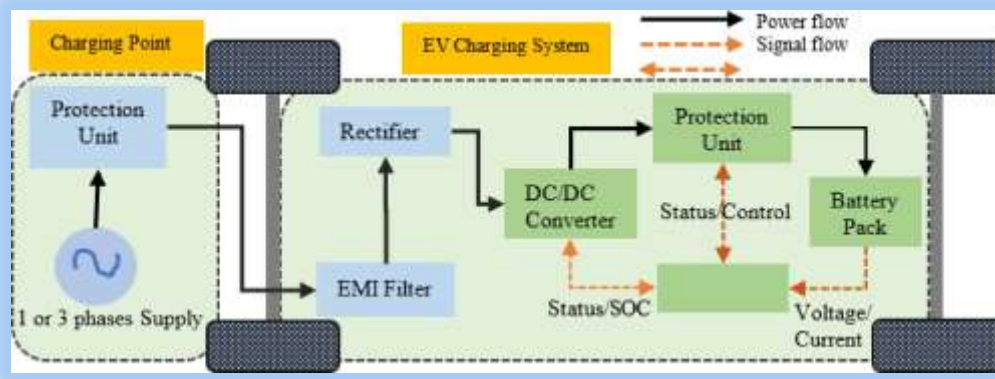 Charging Point
EV Charging System
Power flow
Signal flow
Protection
Unit
1 or 3 phases Supply
Rectifier
EMI Filter
DC/DC
Converter
Protection
Unit
Status/Control
Battery
Pack
Status/SOC
Voltage/
Current